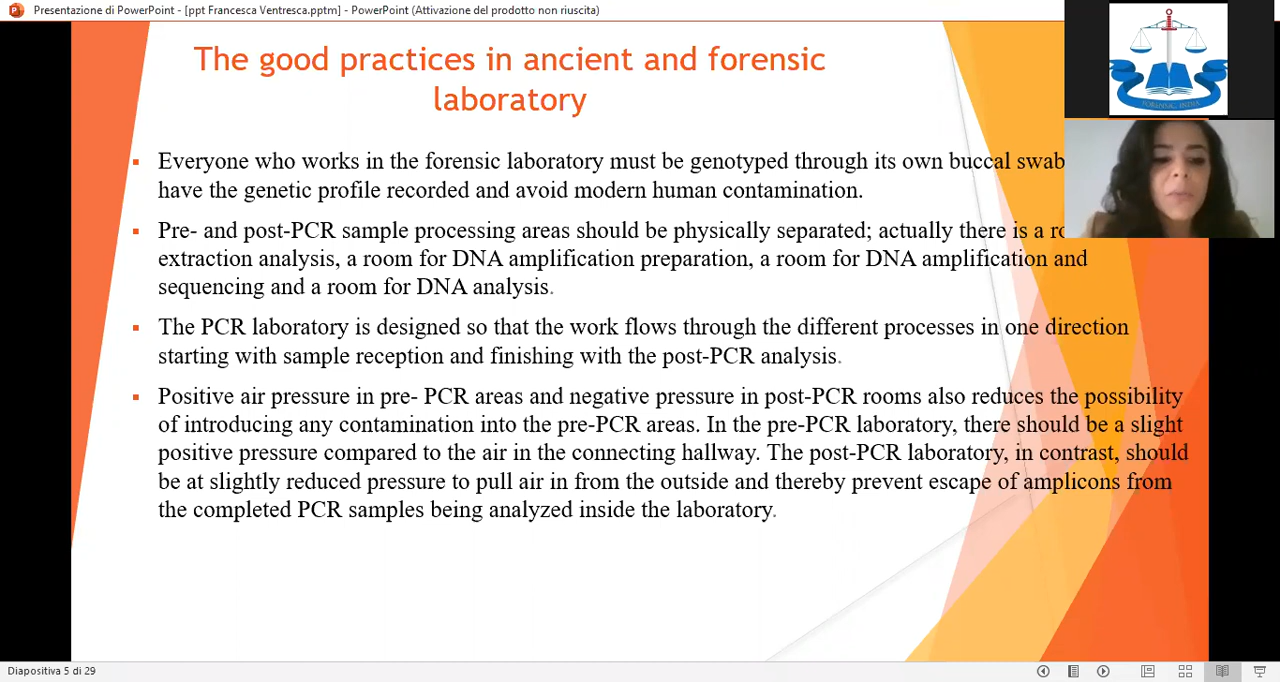 Presentazione di PowerPoint - [ppt Francesca Ventresca.pptm] - PowerPoint (Attivazione del prodotto non riuscita)
The good practices in ancient and forensic
laboratory
Everyone who works in the forensic laboratory must be genotyped through its own buccal swab
have the genetic profile recorded and avoid modern human contamination.
Pre- and post-PCR sample processing areas should be physically separated; actually there is a
extraction analysis, a room for DNA amplification preparation, a room for DNA amplification and
sequencing and a room for DNA analysis.
The PCR laboratory is designed so that the work flows through the different processes in one direction
starting with sample reception and finishing with the post-PCR analysis.
Positive air pressure in pre- PCR areas and negative pressure in post-PCR rooms also reduces the possibility
of introducing any contamination into the pre-PCR areas. In the pre-PCR laboratory, there should be a slight
positive pressure compared to the air in the connecting hallway. The post-PCR laboratory, in contrast, should
be at slightly reduced pressure to pull air in from the outside and thereby prevent escape of amplicons from
the completed PCR samples being analyzed inside the laboratory.
Diapositiva 5 di 29